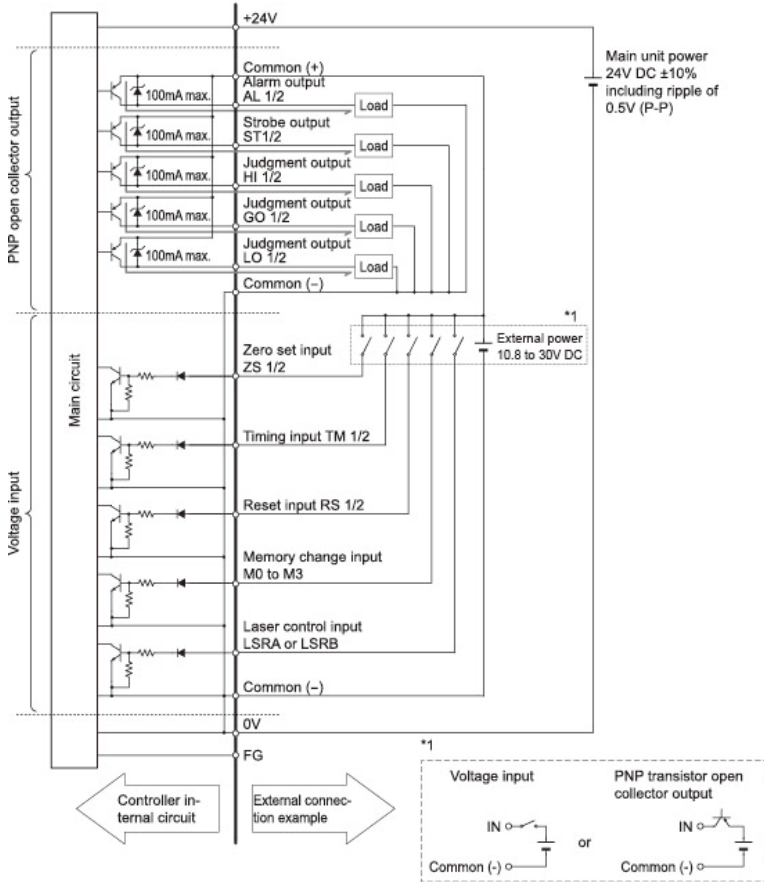 +24V
Main unit power
24V DC ±10%
including ripple of
0.5V (P-P)
PNP open collector output
Common (+)
Alarm output
AL 1/2
100mA max.
Load
Strobe output
ST1/2
100mA max.
Load
Judgment output
HI 1/2
100mA max.
Load
Judgment output
GO 1/2
100mA max.
Load
Judgment output
LO 1/2
100mA max.
Load
Common (−)
*1
External power
10.8 to 30V DC
Main circuit
Voltage input
Zero set input
ZS 1/2
Timing input TM 1/2
Reset input RS 1/2
Memory change input
M0 to M3
Laser control input
LSRA or LSRB
Common (−)
0V
FG
Controller in-
ternal circuit
External connec-
tion example
*1
Voltage input
IN
Common (-)
or
PNP transistor open
collector output
IN
Common (-)